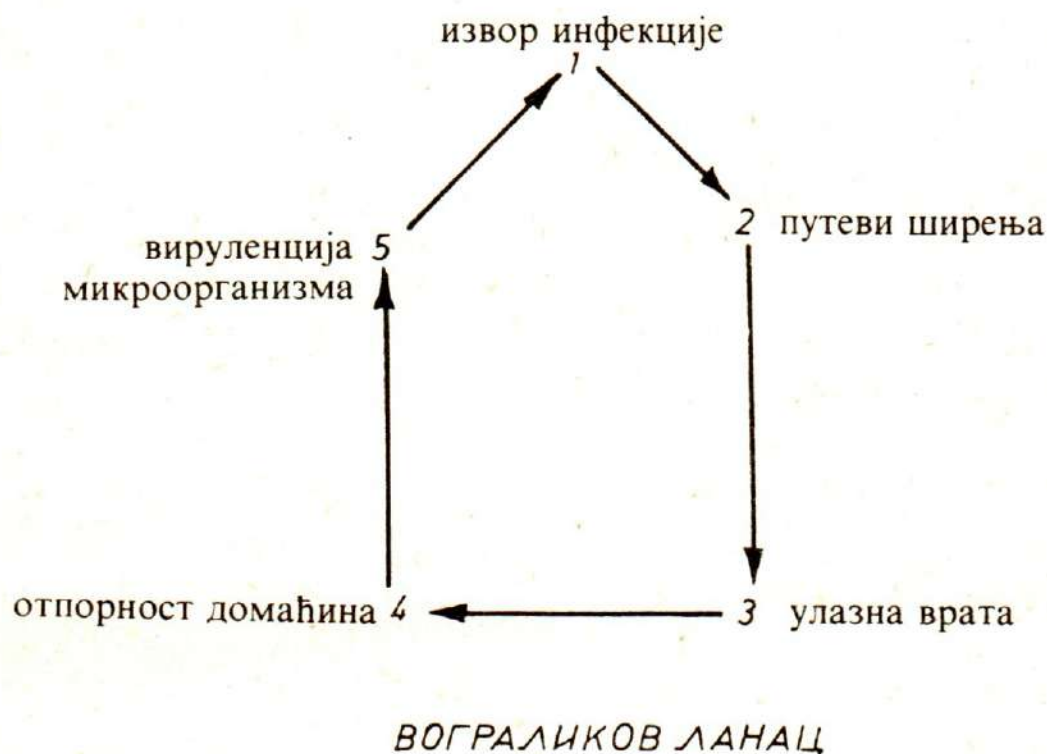 извор инфекције
1
2 путеви ширења
вируленција 5
микроорганизма
отпорност домаћина 4
3 улазна врата
ВОГРАЛИКОВ ЛАНАЦ